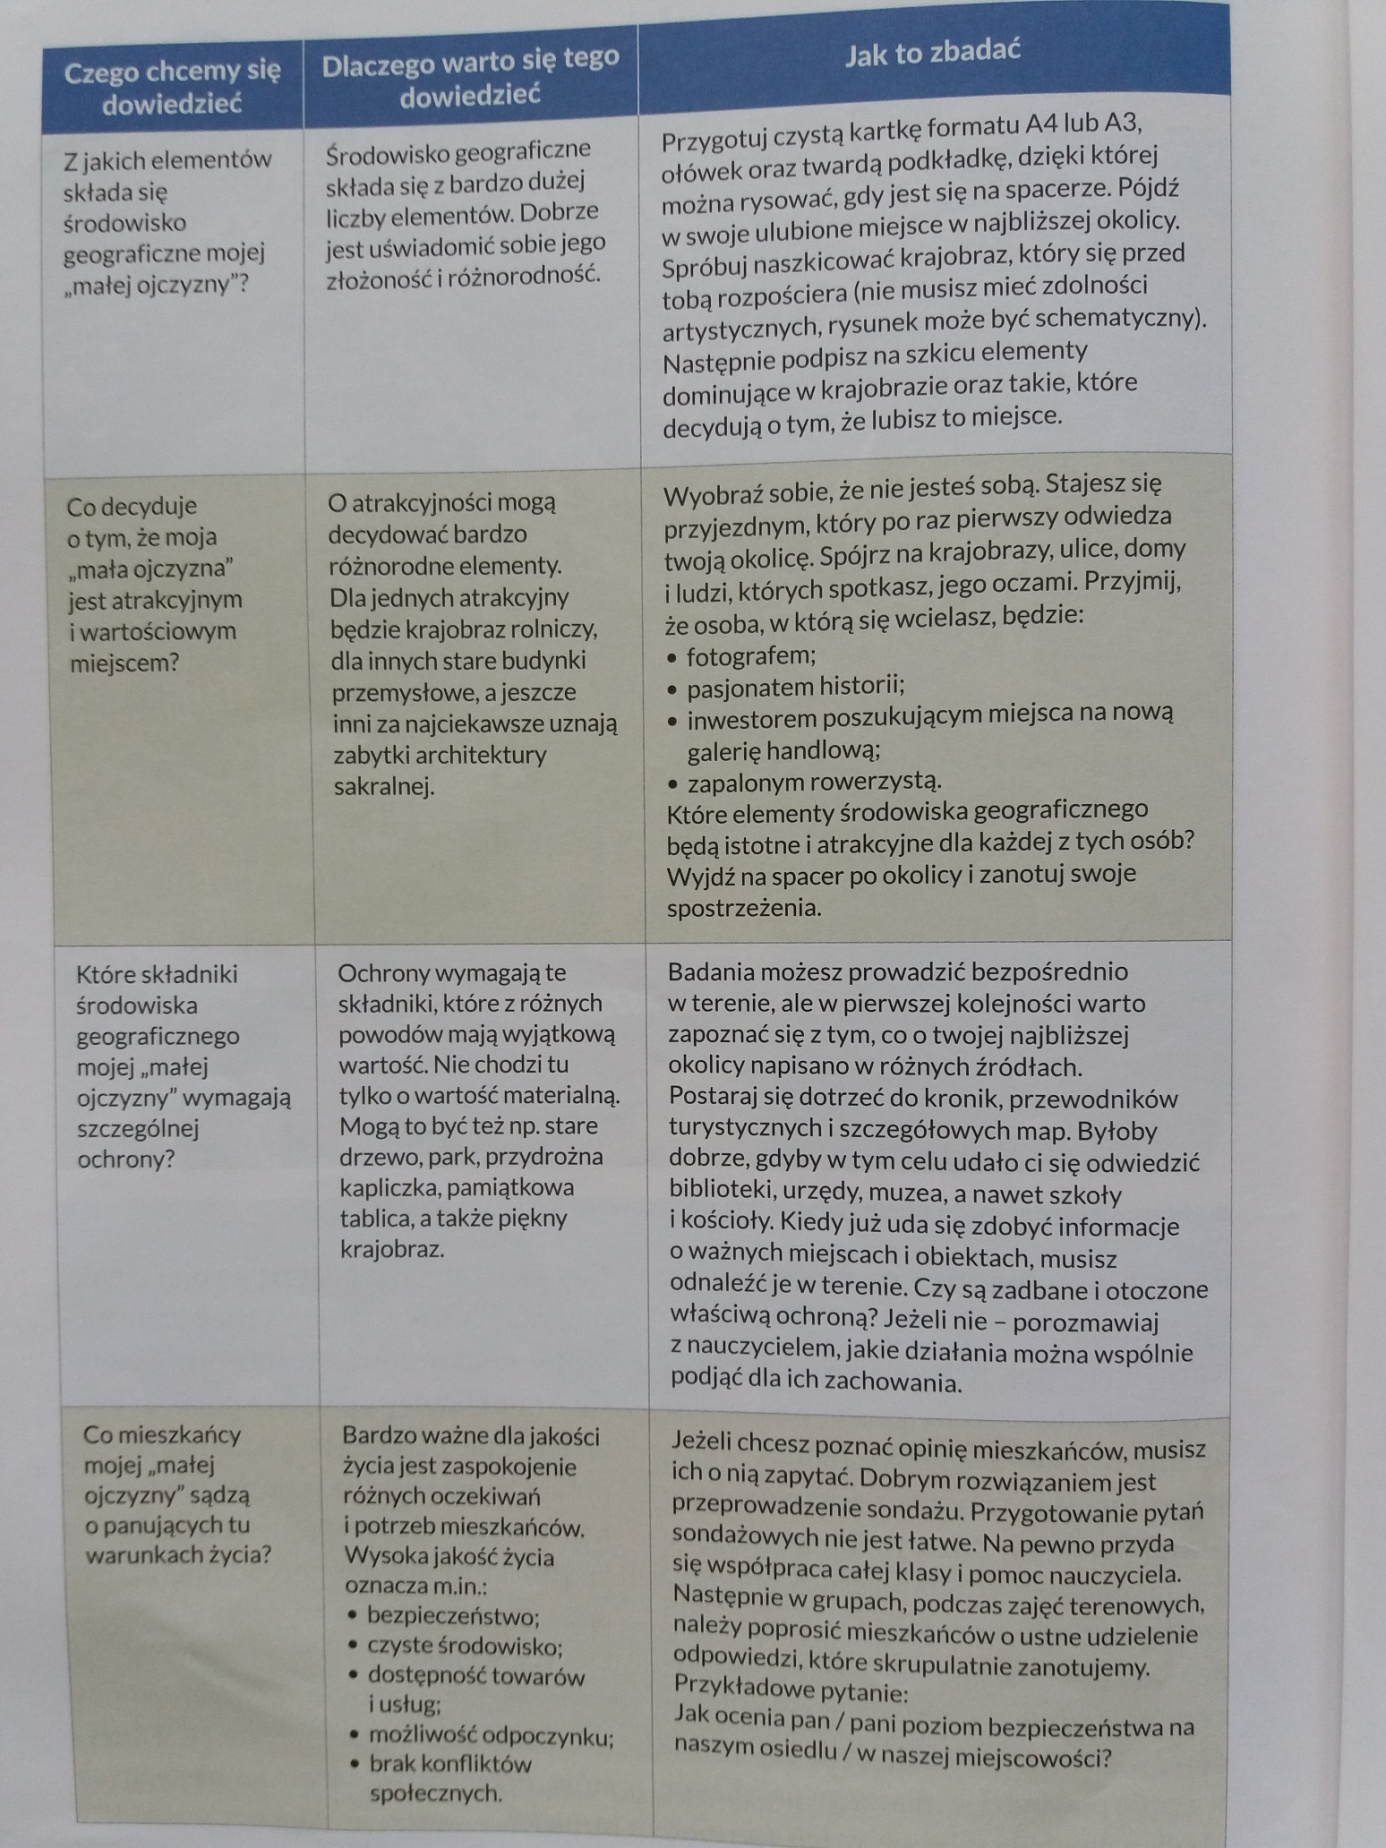 Czego chcemy się
dowiedzieć
Dlaczego warto się tego
dowiedzieć
Jak to zbadać
Z jakich elementów
składa się
środowisko
geograficzne mojej
„małej ojczyzny”?
Środowisko geograficzne
składa się z bardzo dużej
liczby elementów. Dobrze
jest uświadomić sobie jego
złożoność i różnorodność.
Przygotuj czystą kartkę formatu A4 lub A3,
ołówek oraz twardą podkładkę, dzięki której
można rysować, gdy jest się na spacerze. Pójdź
w swoje ulubione miejsce w najbliższej okolicy.
Spróbuj naszkicować krajobraz, który się przed
tobą rozpościera (nie musisz mieć zdolności
artystycznych, rysunek może być schematyczny).
Następnie podpisz na szkicu elementy
dominujące w krajobrazie oraz takie, które
decydują o tym, że lubisz to miejsce.
Co decyduje
o tym, że moja
„mała ojczyzna”
jest atrakcyjnym
i wartościowym
miejscem?
O atrakcyjności mogą
decydować bardzo
różnorodne elementy.
Dla jednych atrakcyjny
będzie krajobraz rolniczy,
dla innych stare budynki
przemysłowe, a jeszcze
inni za najciekawsze uznają
zabytki architektury
sakralnej.
Wyobraź sobie, że nie jesteś sobą. Stajesz się
przyjezdnym, który po raz pierwszy odwiedza
twoją okolicę. Spójrz na krajobrazy, ulice, domy
i ludzi, których spotkasz, jego oczami. Przyjmij,
że osoba, w którą się wcielasz, będzie:
• fotografem;
• pasjonatem historii;
• inwestorem poszukującym miejsca na nową
galerię handlową;
• zapalonym rowerzystą.
Które elementy środowiska geograficznego
będą istotne i atrakcyjne dla każdej z tych osób?
Wyjdź na spacer po okolicy i zanotuj swoje
spostrzeżenia.
Które składniki
środowiska
geograficznego
mojej „małej
ojczyzny” wymagają
szczególnej
ochrony?
Ochrony wymagają te
składniki, które z różnych
powodów mają wyjątkową
wartość. Nie chodzi tu
tylko o wartość materialną.
Mogą to być też np. stare
drzewo, park, przydrożna
kapliczka, pamiątkowa
tablica, a także piękny
krajobraz.
Badania możesz prowadzić bezpośrednio
w terenie, ale w pierwszej kolejności warto
zapoznać się z tym, co o twojej najbliższej
okolicy napisano w różnych źródłach.
Postaraj się dotrzeć do kronik, przewodników
turystycznych i szczegółowych map. Byłoby
dobrze, gdyby w tym celu udało ci się odwiedzić
biblioteki, urzędy, muzea, a nawet szkoły
i kościoły. Kiedy już uda się zdobyć informacje
o ważnych miejscach i obiektach, musisz
odnaleźć je w terenie. Czy są zadbane i otoczone
właściwą ochroną? Jeżeli nie – porozmawiaj
z nauczycielem, jakie działania można wspólnie
podjąć dla ich zachowania.
Co mieszkańcy
mojej „małej
ojczyzny” sądzą
o panujących tu
warunkach życia?
Bardzo ważne dla jakości
życia jest zaspokojenie
różnych oczekiwań
i potrzeb mieszkańców.
Wysoka jakość życia
oznacza m.in.:
• bezpieczeństwo;
• czyste środowisko;
• dostępność towarów
i usług;
• możliwość odpoczynku;
• brak konfliktów
społecznych.
Jeżeli chcesz poznać opinię mieszkańców, musisz
ich o nią zapytać. Dobrym rozwiązaniem jest
przeprowadzenie sondażu. Przygotowanie pytań
sondażowych nie jest łatwe. Na pewno przyda
się współpraca całej klasy i pomoc nauczyciela.
Następnie w grupach, podczas zajęć terenowych,
należy poprosić mieszkańców o ustne udzielenie
odpowiedzi, które skrupulatnie zanotujemy.
Przykładowe pytanie:
Jak ocenia pan / pani poziom bezpieczeństwa na
naszym osiedlu / w naszej miejscowości?